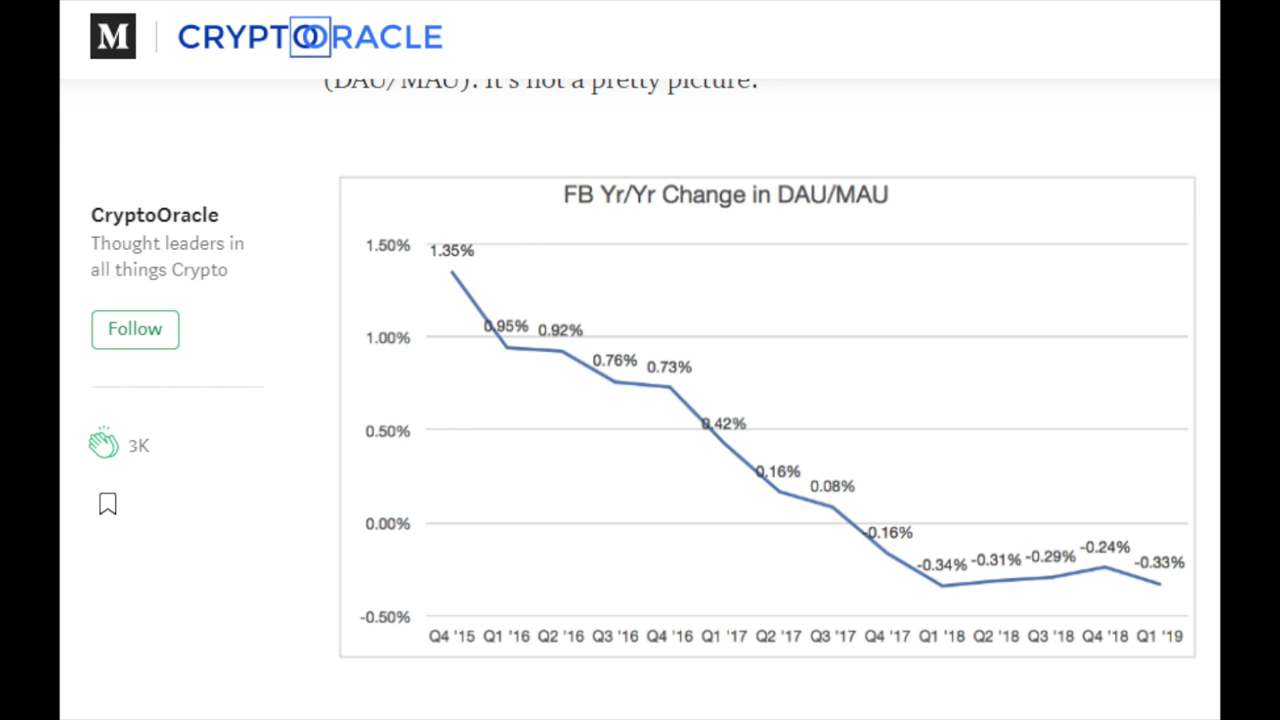 M
CRYPTOORACLE
(DAU/MAU). It's not a pretty picture.
CryptoOracle
Thought leaders in
all things Crypto
Follow
3K
FB Yr/Yr Change in DAU/MAU
1.50%
1.00%
0.50%
0.00%
-0.50%
1.35%
0.95%
0.92%
0.76%
0.73%
0.42%
0.16%
0.08%
-0.16%
-0.34%
-0.31%
-0.29%
-0.24%
-0.33%
Q4 '15 Q1 '16 Q2 '16 Q3 '16 Q4 '16 Q1 '17 Q2 '17 Q3 '17 Q4 '17 Q1 '18 Q2 '18 Q3 '18 Q4 '18 Q1 '19